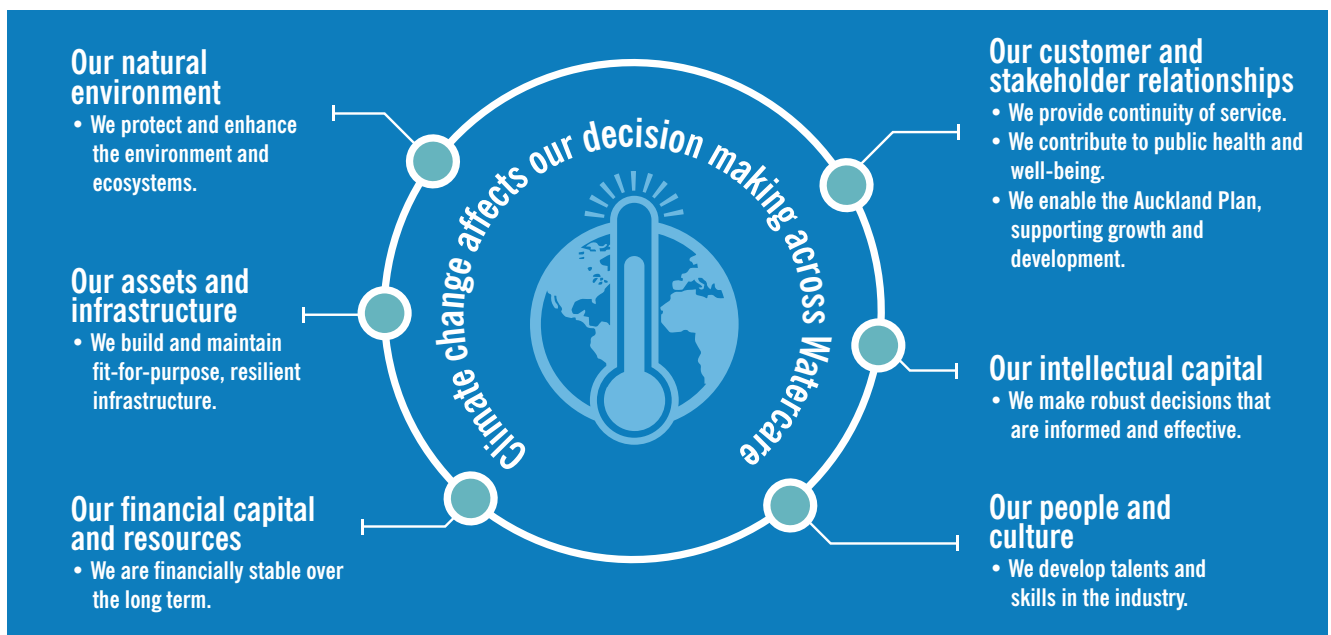 Our natural
environment
• We protect and enhance
the environment and
ecosystems.
Our assets and
infrastructure
• We build and maintain
fit-for-purpose, resilient
infrastructure.
Our financial capital
and resources
• We are financially stable over
the long term.
Climate change affects our decision making across Watercare
Our customer and
stakeholder relationships
• We provide continuity of service.
• We contribute to public health and
well-being.
• We enable the Auckland Plan,
supporting growth and
development.
Our intellectual capital
• We make robust decisions that
are informed and effective.
Our people and
culture
• We develop talents and
skills in the industry.